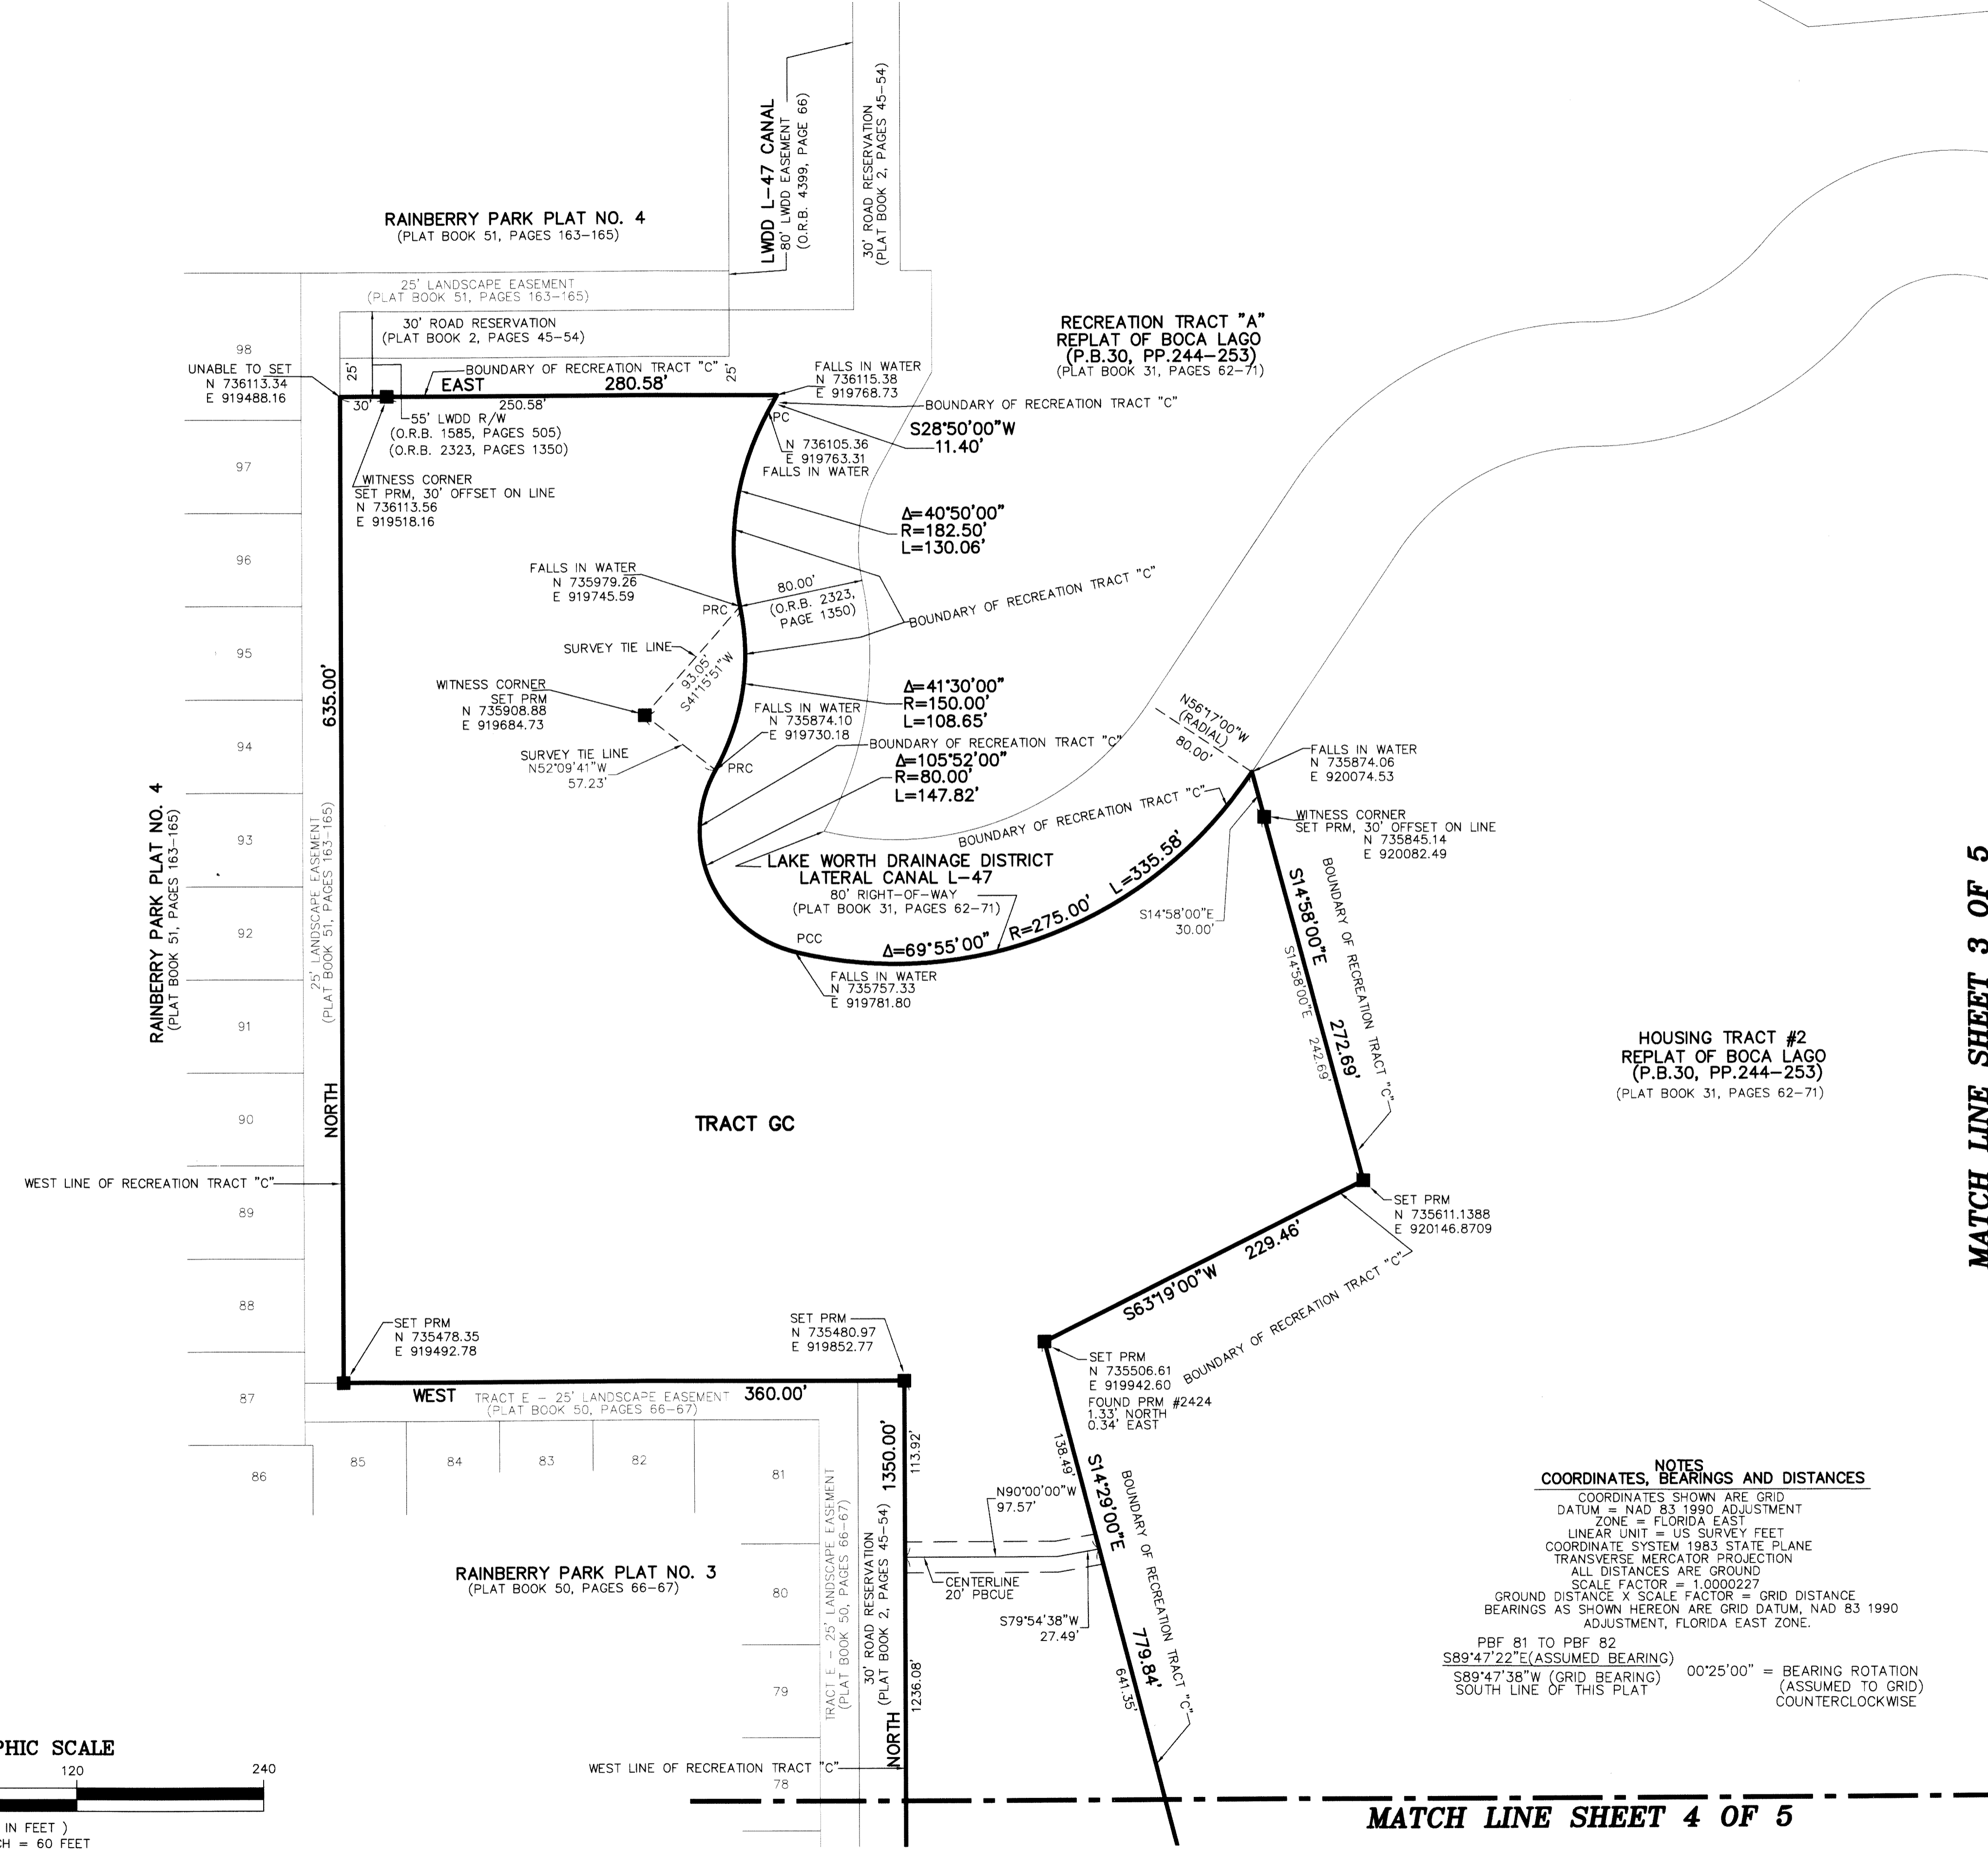 LWDD L-47 CANAL
80' LWDD EASEMENT
(O.R.B. 4399, PAGE 66)
30' ROAD RESERVATION
(PLAT BOOK 2, PAGES 45-54)
RAINBERRY PARK PLAT NO. 4
(PLAT BOOK 51, PAGES 163-165)
25' LANDSCAPE EASEMENT
(PLAT BOOK 51, PAGES 163-165)
30' ROAD RESERVATION
(PLAT BOOK 2, PAGES 45-54)
RECREATION TRACT "A"
REPLAT OF BOCA LAGO
(P.B.30, PP.244-253)
(PLAT BOOK 31, PAGES 62-71)
98
UNABLE TO SET
N 736113.34
E 919488.16
25'
BOUNDARY OF RECREATION TRACT "C"
25'
EAST 280.58'
30'
250.58'
FALLS IN WATER
N 736115.38
E 919768.73
BOUNDARY OF RECREATION TRACT "C"
PC
S28°50'00"W
11.40'
N 736105.36
E 919763.31
FALLS IN WATER
55' LWDD R/W
(O.R.B. 1585, PAGES 505)
(O.R.B. 2323, PAGES 1350)
97
WITNESS CORNER
SET PRM, 30' OFFSET ON LINE
N 736113.56
E 919518.16
Δ=40°50'00"
R=182.50'
L=130.06'
96
FALLS IN WATER
N 735979.26
E 919745.59
PRC
80.00'
(O.R.B. 2323,
PAGE 1350)
BOUNDARY OF RECREATION TRACT "C"
95
SURVEY TIE LINE
93.05'
S41°15'51"W
635.00'
WITNESS CORNER
SET PRM
N 735908.88
E 919684.73
Δ=41°30'00"
R=150.00'
L=108.65'
FALLS IN WATER
N 735874.10
E 919730.18
94
SURVEY TIE LINE
N52°09'41"W
57.23'
PRC
BOUNDARY OF RECREATION TRACT "C"
Δ=105°52'00"
R=80.00'
L=147.82'
N56°17'00"W
(RADIAL)
80.00'
FALLS IN WATER
N 735874.06
E 920074.53
WITNESS CORNER
SET PRM, 30' OFFSET ON LINE
N 735845.14
E 920082.49
BOUNDARY OF RECREATION TRACT "C"
RAINBERRY PARK PLAT NO. 4
(PLAT BOOK 51, PAGES 163-165)
93
25' LANDSCAPE EASEMENT
(PLAT BOOK 51, PAGES 163-165)
LAKE WORTH DRAINAGE DISTRICT
LATERAL CANAL L-47
80' RIGHT-OF-WAY
(PLAT BOOK 31, PAGES 62-71)
92
PCC
Δ=69°55'00" R=275.00' L=335.58'
S14°58'00"E
30.00'
FALLS IN WATER
N 735757.33
E 919781.80
S14°58'00"E 272.69'
S14°58'00"E 242.69'
BOUNDARY OF RECREATION TRACT "C"
MATCH LINE SHEET 3 OF 5
91
HOUSING TRACT #2
REPLAT OF BOCA LAGO
(P.B.30, PP.244-253)
(PLAT BOOK 31, PAGES 62-71)
90
NORTH
TRACT GC
WEST LINE OF RECREATION TRACT "C"
89
SET PRM
N 735611.1388
E 920146.8709
S63°19'00"W 229.46'
BOUNDARY OF RECREATION TRACT "C"
88
SET PRM
N 735478.35
E 919492.78
SET PRM
N 735480.97
E 919852.77
SET PRM
N 735506.61
E 919942.60
FOUND PRM #2424
1.33' NORTH
0.34' EAST
87
WEST 360.00'
TRACT E - 25' LANDSCAPE EASEMENT
(PLAT BOOK 50, PAGES 66-67)
86
85
84
83
82
81
1350.00'
113.92'
138.49'
S14°29'00"E 779.84'
BOUNDARY OF RECREATION TRACT "C"
N90°00'00"W
97.57'
TRACT E - 25' LANDSCAPE EASEMENT
(PLAT BOOK 50, PAGES 66-67)
30' ROAD RESERVATION
(PLAT BOOK 2, PAGES 45-54)
RAINBERRY PARK PLAT NO. 3
(PLAT BOOK 50, PAGES 66-67)
80
CENTERLINE
20' PBCUE
S79°54'38"W
27.49'
79
NORTH
1236.08'
641.35'
WEST LINE OF RECREATION TRACT "C"
78
NOTES
COORDINATES, BEARINGS AND DISTANCES
COORDINATES SHOWN ARE GRID
DATUM = NAD 83 1990 ADJUSTMENT
ZONE = FLORIDA EAST
LINEAR UNIT = US SURVEY FEET
COORDINATE SYSTEM 1983 STATE PLANE
TRANSVERSE MERCATOR PROJECTION
ALL DISTANCES ARE GROUND
SCALE FACTOR = 1.0000227
GROUND DISTANCE X SCALE FACTOR = GRID DISTANCE
BEARINGS AS SHOWN HEREON ARE GRID DATUM, NAD 83 1990
ADJUSTMENT, FLORIDA EAST ZONE.
PBF 81 TO PBF 82
S89°47'22"E(ASSUMED BEARING)
S89°47'38"W (GRID BEARING)
SOUTH LINE OF THIS PLAT
00°25'00" = BEARING ROTATION
(ASSUMED TO GRID)
COUNTERCLOCKWISE
PHIC SCALE
120 240
IN FEET )
CH = 60 FEET
MATCH LINE SHEET 4 OF 5